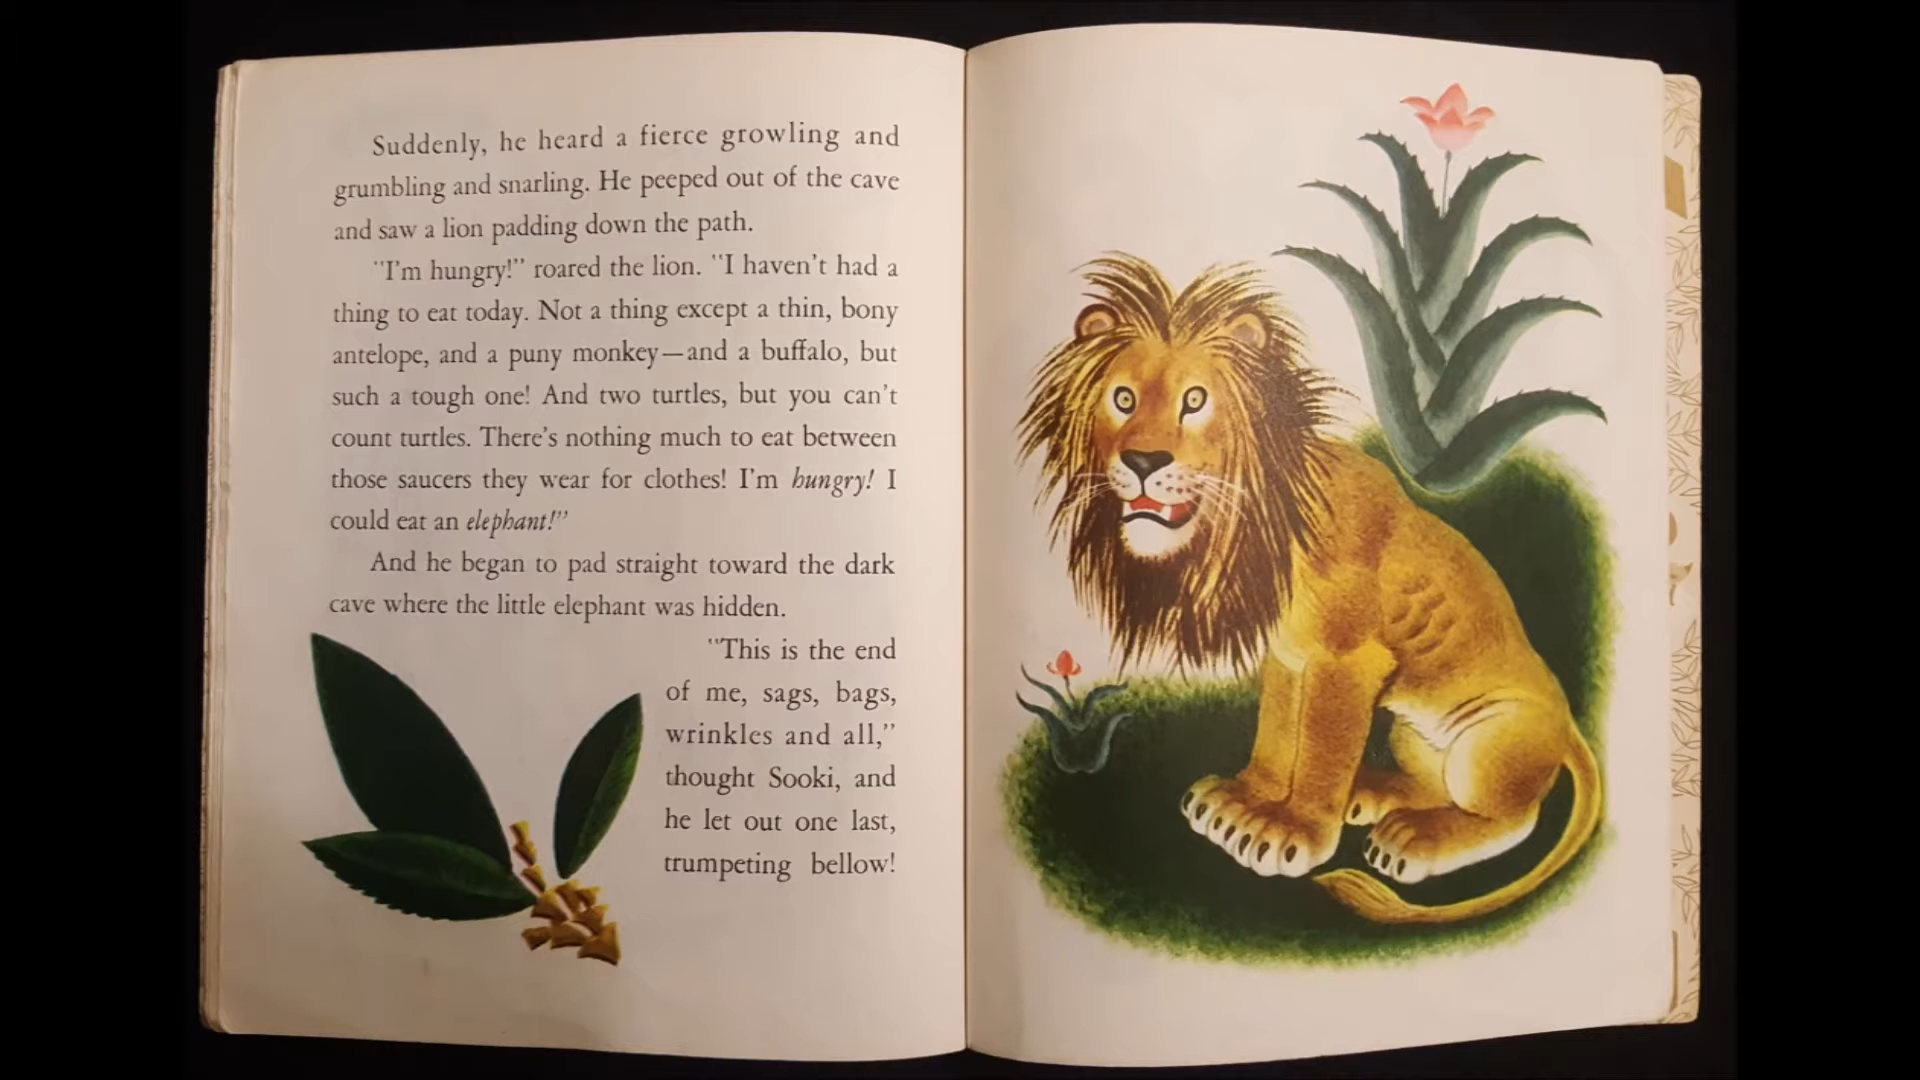 Suddenly, he heard a fierce growling and
grumbling and snarling. He peeped out of the cave
and saw a lion padding down the path.
"I'm hungry!" roared the lion. "I haven't had a
thing to eat today. Not a thing except a thin, bony
antelope, and a puny monkey—and a buffalo, but
such a tough one! And two turtles, but you can't
count turtles. There's nothing much to eat between
those saucers they wear for clothes! I'm hungry! I
could eat an elephant!"
And he began to pad straight toward the dark
cave where the little elephant was hidden.
"This is the end
of me, sags, bags,
wrinkles and all,"
thought Sooki, and
he let out one last,
trumpeting bellow!